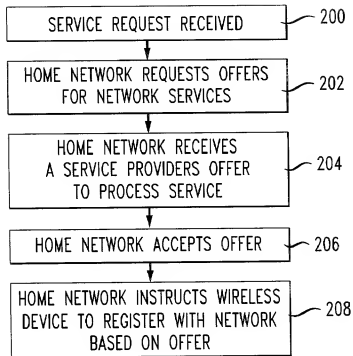 SERVICE REQUEST RECEIVED
200
HOME NETWORK REQUESTS OFFERS
FOR NETWORK SERVICES
202
HOME NETWORK RECEIVES
A SERVICE PROVIDERS OFFER
TO PROCESS SERVICE
204
HOME NETWORK ACCEPTS OFFER
206
HOME NETWORK INSTRUCTS WIRELESS
DEVICE TO REGISTER WITH NETWORK
BASED ON OFFER
208